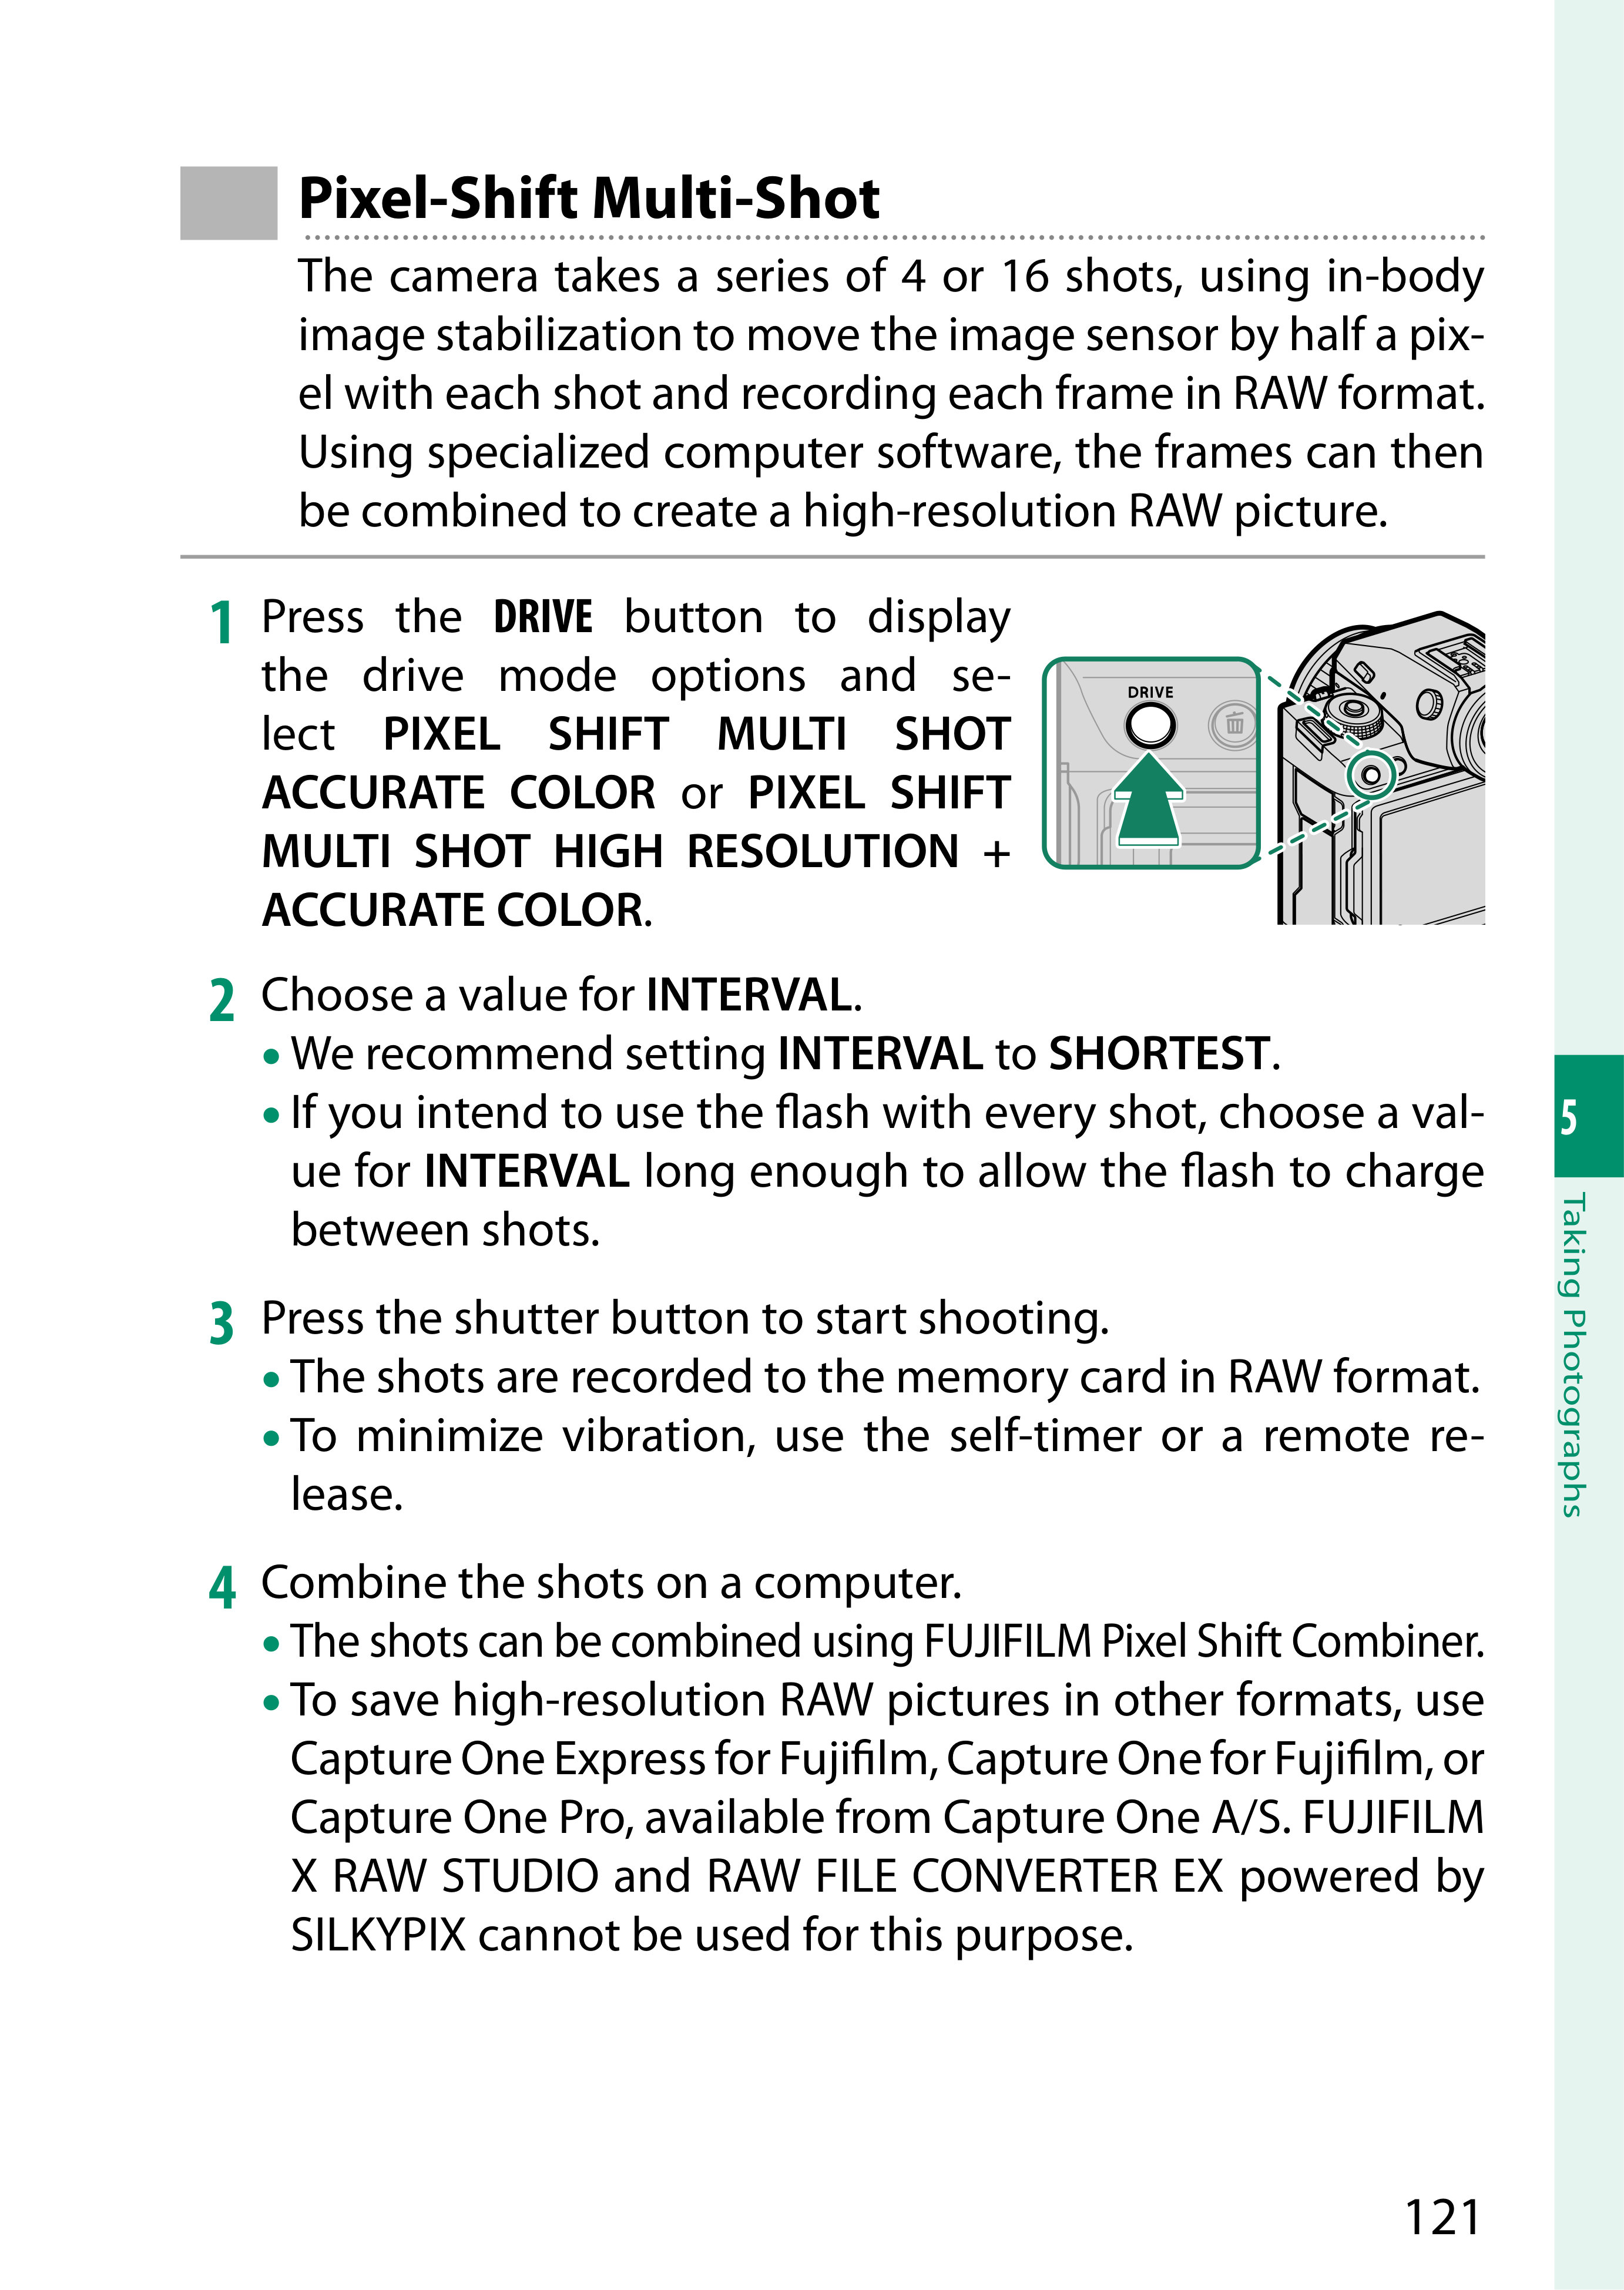 Pixel-Shift Multi-Shot
The camera takes a series of 4 or 16 shots, using in-body
image stabilization to move the image sensor by half a pix-
el with each shot and recording each frame in RAW format.
Using specialized computer software, the frames can then
be combined to create a high-resolution RAW picture.
1 Press the DRIVE button to display
the drive mode options and se-
lect PIXEL SHIFT MULTI SHOT
ACCURATE COLOR or PIXEL SHIFT
MULTI SHOT HIGH RESOLUTION +
ACCURATE COLOR.
DRIVE
2 Choose a value for INTERVAL.
• We recommend setting INTERVAL to SHORTEST.
• If you intend to use the flash with every shot, choose a val-
ue for INTERVAL long enough to allow the flash to charge
between shots.
3 Press the shutter button to start shooting.
• The shots are recorded to the memory card in RAW format.
• To minimize vibration, use the self-timer or a remote re-
lease.
4 Combine the shots on a computer.
• The shots can be combined using FUJIFILM Pixel Shift Combiner.
• To save high-resolution RAW pictures in other formats, use
Capture One Express for Fujifilm, Capture One for Fujifilm, or
Capture One Pro, available from Capture One A/S. FUJIFILM
X RAW STUDIO and RAW FILE CONVERTER EX powered by
SILKYPIX cannot be used for this purpose.
5
Taking Photographs
121